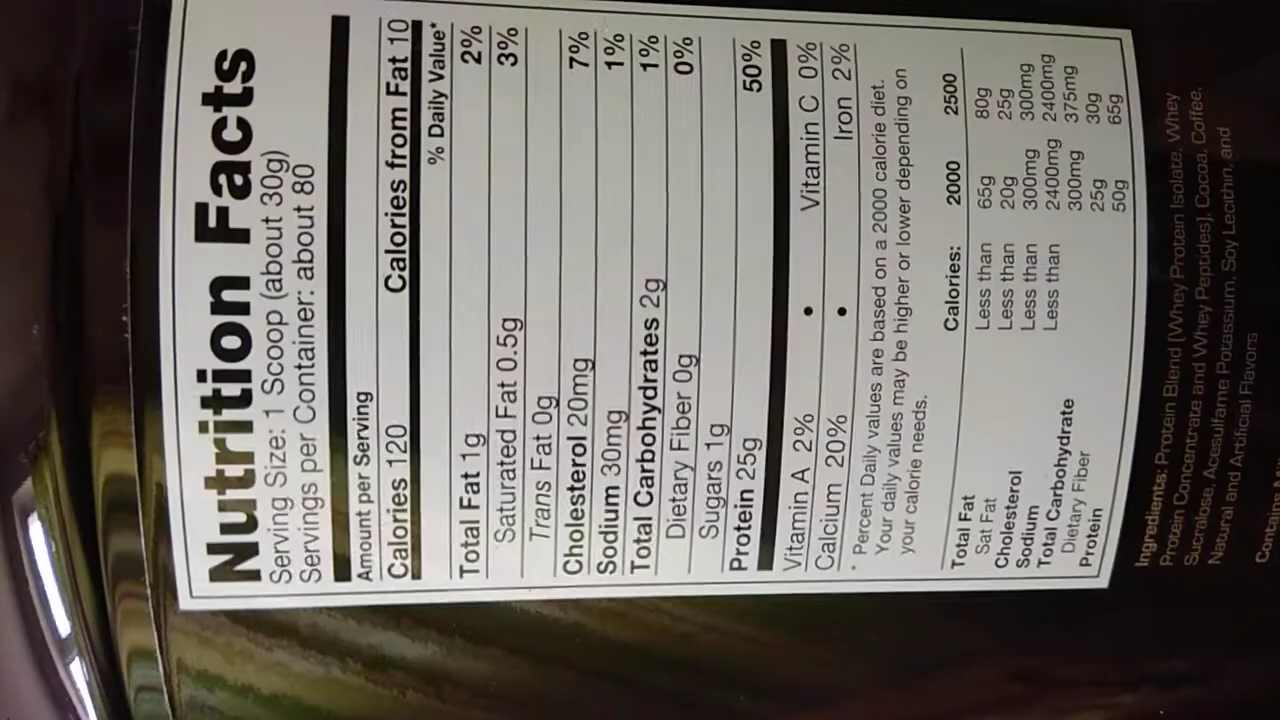 Nutrition Facts
Serving Size: 1 Scoop (about 30g)
Servings per Container: about 80
Amount per Serving
Calories 120 Calories from Fat 10
% Daily Value*
Total Fat 1g 2%
Saturated Fat 0.5g 3%
Trans Fat 0g
Cholesterol 20mg 7%
Sodium 30mg 1%
Total Carbohydrates 2g 1%
Dietary Fiber 0g 0%
Sugars 1g
Protein 25g 50%
Vitamin A 2% • Vitamin C 0%
Calcium 20% • Iron 2%
* Percent Daily values are based on a 2000 calorie diet.
Your daily values may be higher or lower depending on
your calorie needs.
Calories: 2000 2500
Total Fat Less than 65g 80g
Sat Fat Less than 20g 25g
Cholesterol Less than 300mg 300mg
Sodium Less than 2400mg 2400mg
Total Carbohydrate 300mg 375mg
Dietary Fiber 25g 30g
Protein 50g 65g
Ingredients: Protein Blend (Whey Protein Isolate, Whey
Protein Concentrate and Whey Peptides), Cocoa, Coffee,
Sucralose, Acesulfame Potassium, Soy Lecithin, and
Natural and Artificial Flavors
Contains